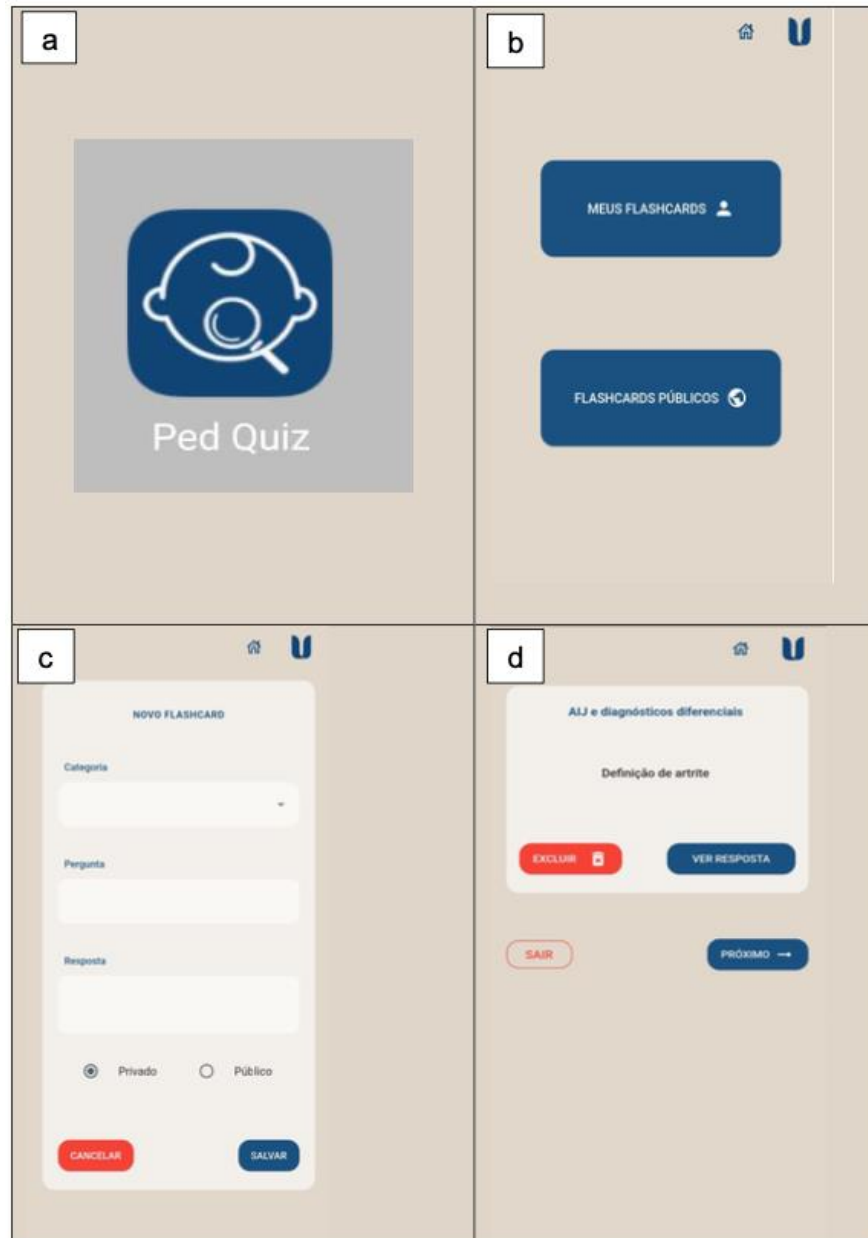 a
Ped Quiz
b
MEUS FLASHCARDS
FLASHCARDS PÚBLICOS
c
NOVO FLASHCARD
Categoria
Pergunta
Resposta
Privado Público
CANCELAR SALVAR
d
AIJ e diagnósticos diferenciais
Definição de artrite
EXCLUIR VER RESPOSTA
SAIR PRÓXIMO →